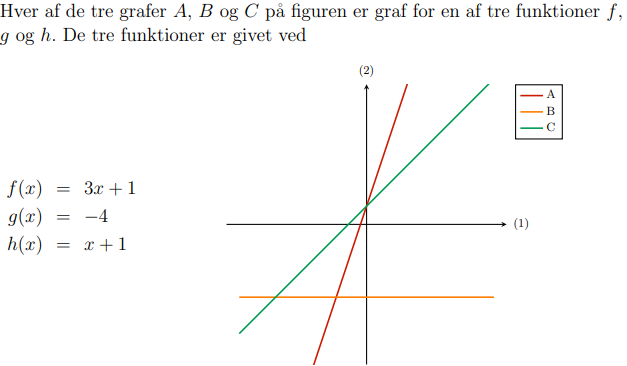 Hver af de tre grafer A, B og C på figuren er graf for en af tre funktioner f,
g og h. De tre funktioner er givet ved
(2)
A
B
C
f(x) = 3x + 1
g(x) = −4
h(x) = x + 1
(1)